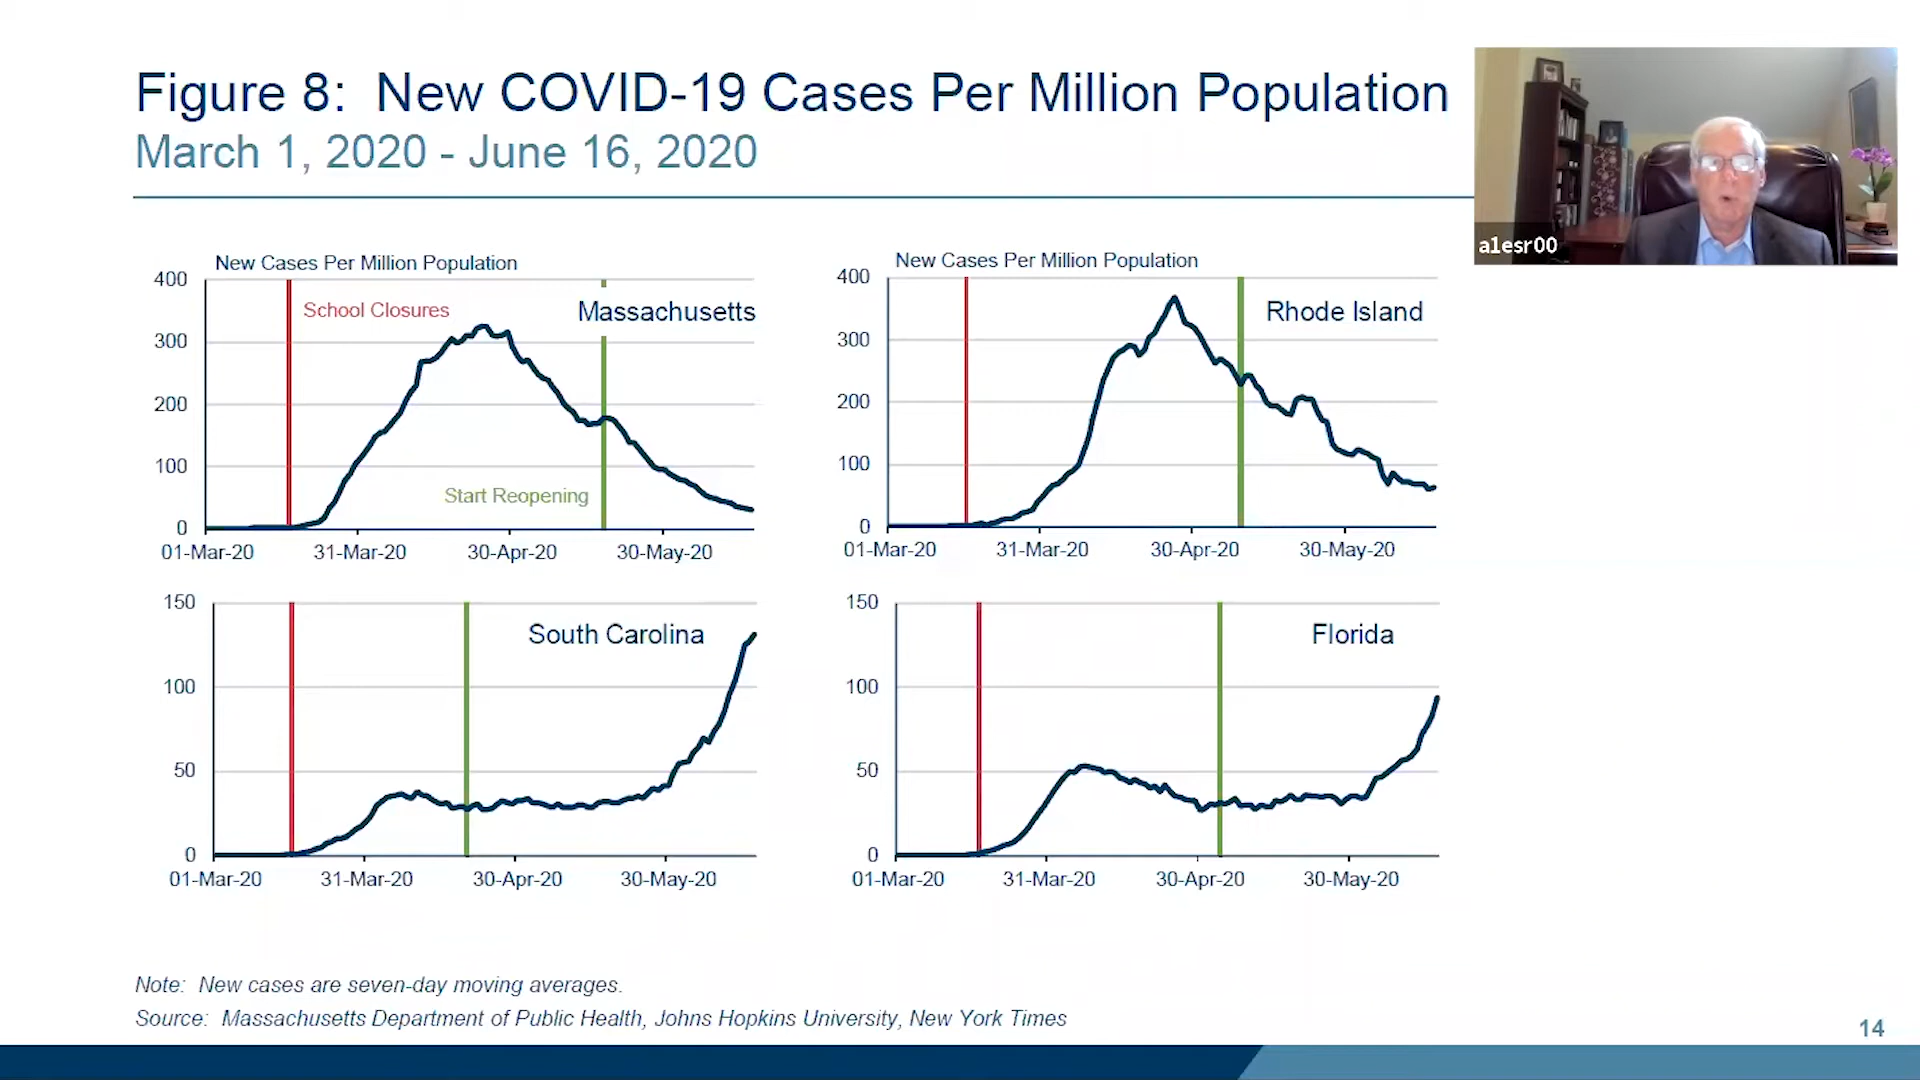 Figure 8: New COVID-19 Cases Per Million Population
March 1, 2020 - June 16, 2020
a1esr00
New Cases Per Million Population
400
300
200
100
0
School Closures
Massachusetts
Start Reopening
01-Mar-20 31-Mar-20 30-Apr-20 30-May-20
New Cases Per Million Population
400
300
200
100
0
Rhode Island
01-Mar-20 31-Mar-20 30-Apr-20 30-May-20
150
100
50
0
South Carolina
01-Mar-20 31-Mar-20 30-Apr-20 30-May-20
150
100
50
0
Florida
01-Mar-20 31-Mar-20 30-Apr-20 30-May-20
Note: New cases are seven-day moving averages.
Source: Massachusetts Department of Public Health, Johns Hopkins University, New York Times
14